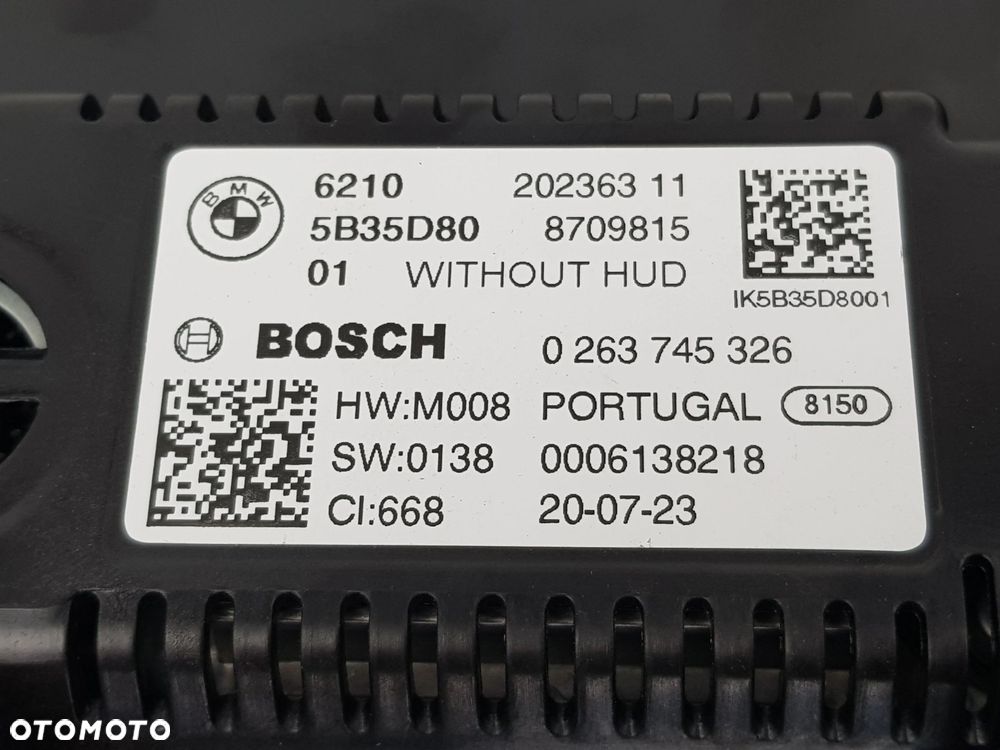 BMW
6210 202363 11
5B35D80 8709815
01 WITHOUT HUD
IK5B35D8001
BOSCH 0 263 745 326
HW:M008 PORTUGAL 8150
SW:0138 0006138218
CI:668 20-07-23
OTOMOTO